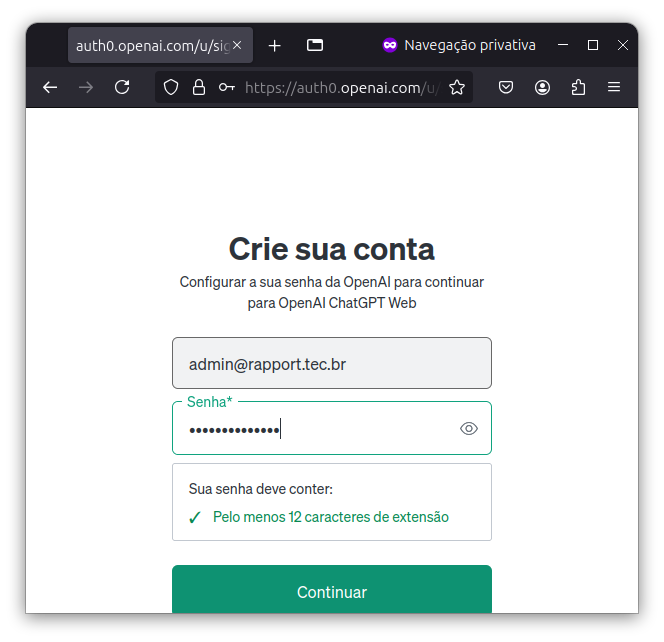 auth0.openai.com/u/sig
Navegação privativa
https://auth0.openai.com/u/
Crie sua conta
Configurar a sua senha da OpenAI para continuar
para OpenAI ChatGPT Web
admin@rapport.tec.br
Senha*
••••••••••••••
Sua senha deve conter:
✓ Pelo menos 12 caracteres de extensão
Continuar